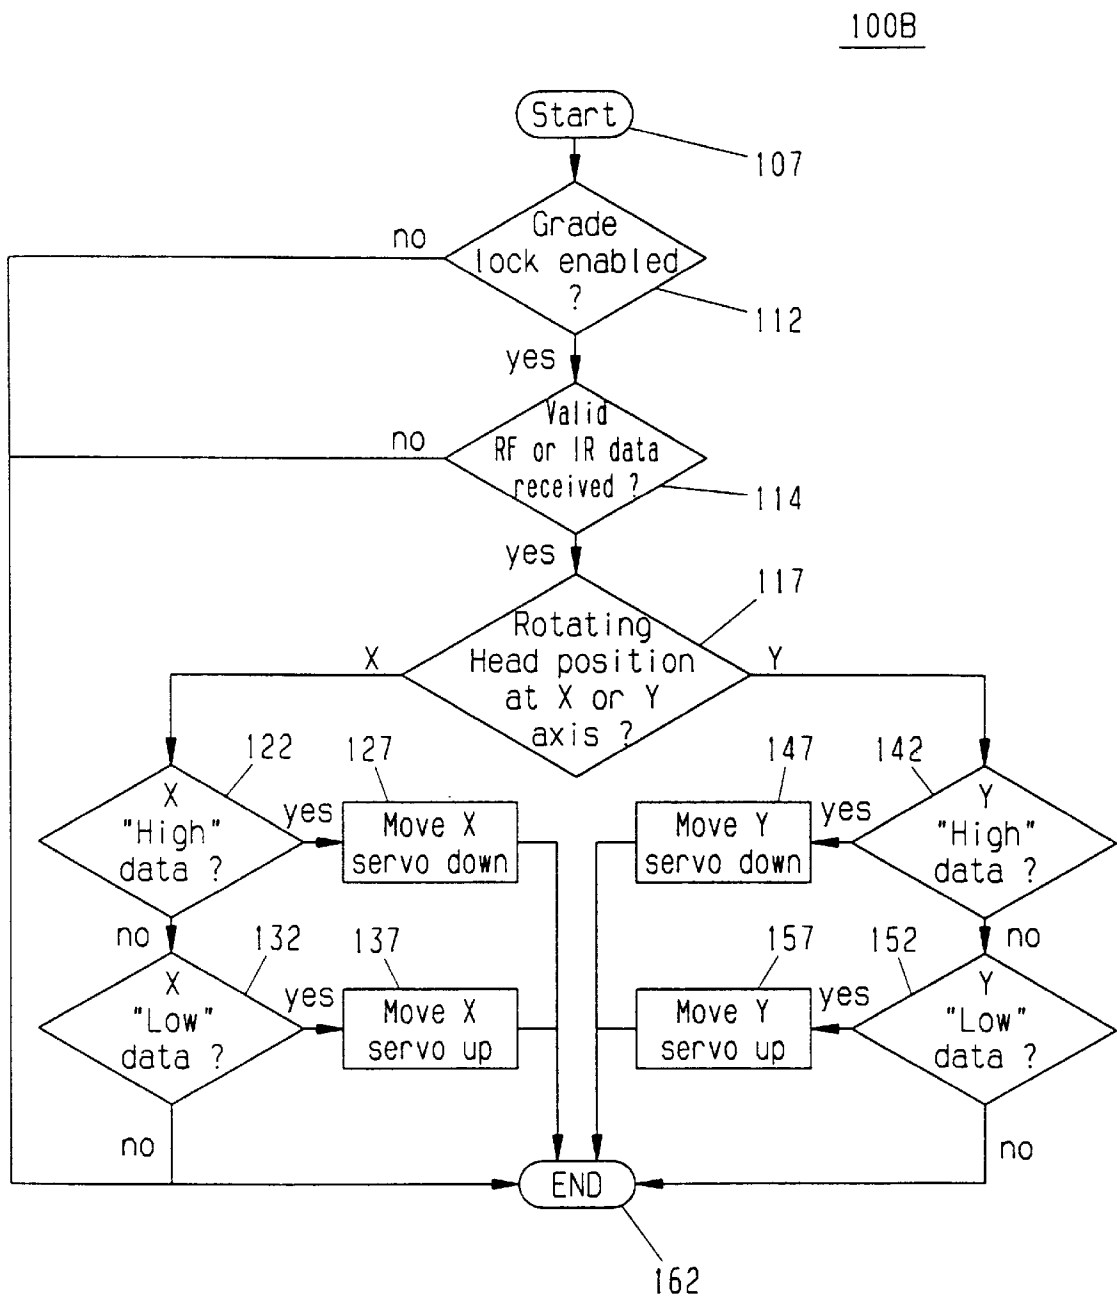 100B
Start
107
no
Grade
lock enabled
?
112
yes
no
Valid
RF or IR data
received ?
114
yes
117
X
Rotating
Head position
at X or Y
axis ?
Y
122
127
147
142
X
"High"
data ?
yes
Move X
servo down
Move Y
servo down
yes
Y
"High"
data ?
no
132
137
157
152
no
X
"Low"
data ?
yes
Move X
servo up
Move Y
servo up
yes
Y
"Low"
data ?
no
no
END
162